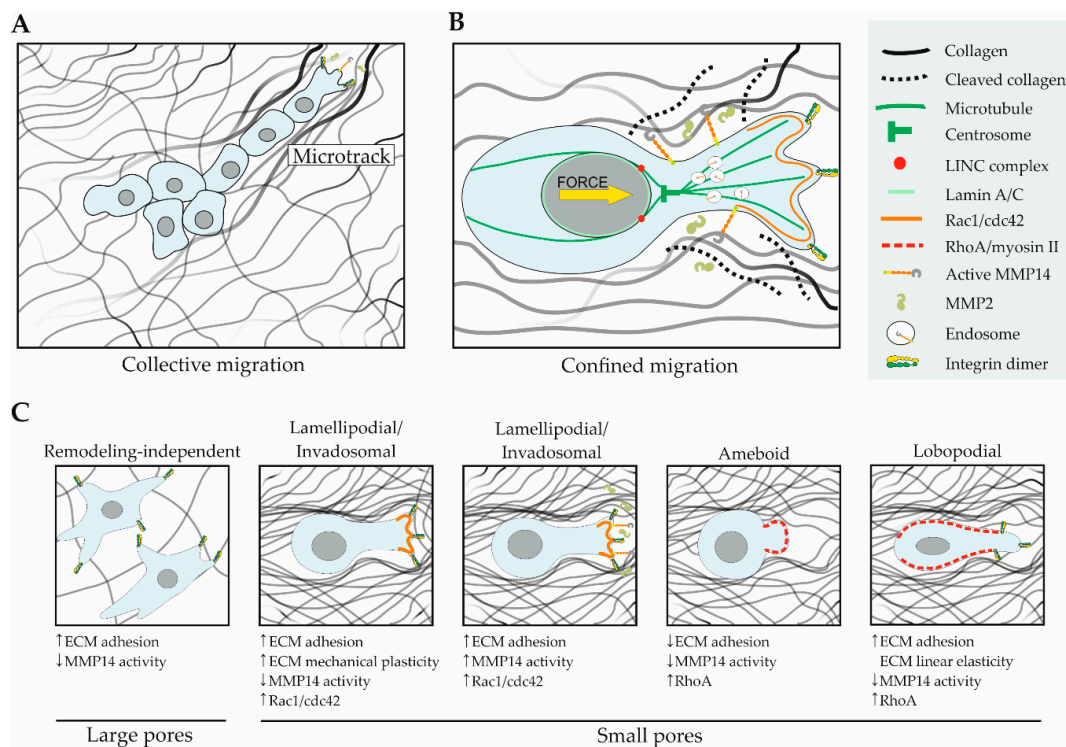 A
Microtrack
Collective migration
B
FORCE
Confined migration
Collagen
Cleaved collagen
Microtubule
Centrosome
LINC complex
Lamin A/C
Rac1/cdc42
RhoA/myosin II
Active MMP14
MMP2
Endosome
Integrin dimer
C
Remodeling-independent
↑ECM adhesion
↓MMP14 activity
Lamellipodial/
Invadosomal
↑ECM adhesion
↑ECM mechanical plasticity
↓MMP14 activity
↑Rac1/cdc42
Lamellipodial/
Invadosomal
↑ECM adhesion
↑MMP14 activity
↑Rac1/cdc42
Ameboid
↓ECM adhesion
↓MMP14 activity
↑RhoA
Lobopodial
↑ECM adhesion
ECM linear elasticity
↓MMP14 activity
↑RhoA
Large pores
Small pores